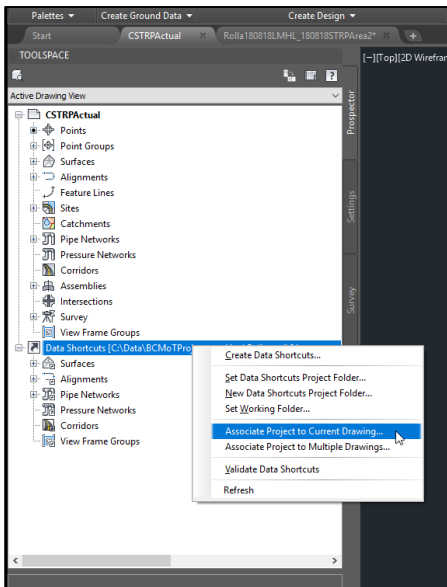 Palettes Create Ground Data Create Design
Start CSTRPActual Rolla180818LMHL_180818STRPArea2*
TOOLSPACE
[−][Top][2D Wirefram
Active Drawing View
CSTRPActual
Points
Point Groups
Surfaces
Alignments
Feature Lines
Sites
Catchments
Pipe Networks
Pressure Networks
Corridors
Assemblies
Intersections
Survey
View Frame Groups
Data Shortcuts [C:\Data\BCMoTProj
Surfaces
Alignments
Pipe Networks
Pressure Networks
Corridors
View Frame Groups
Create Data Shortcuts...
Set Data Shortcuts Project Folder...
New Data Shortcuts Project Folder...
Set Working Folder...
Associate Project to Current Drawing...
Associate Project to Multiple Drawings...
Validate Data Shortcuts
Refresh
Prospector
Settings
Survey